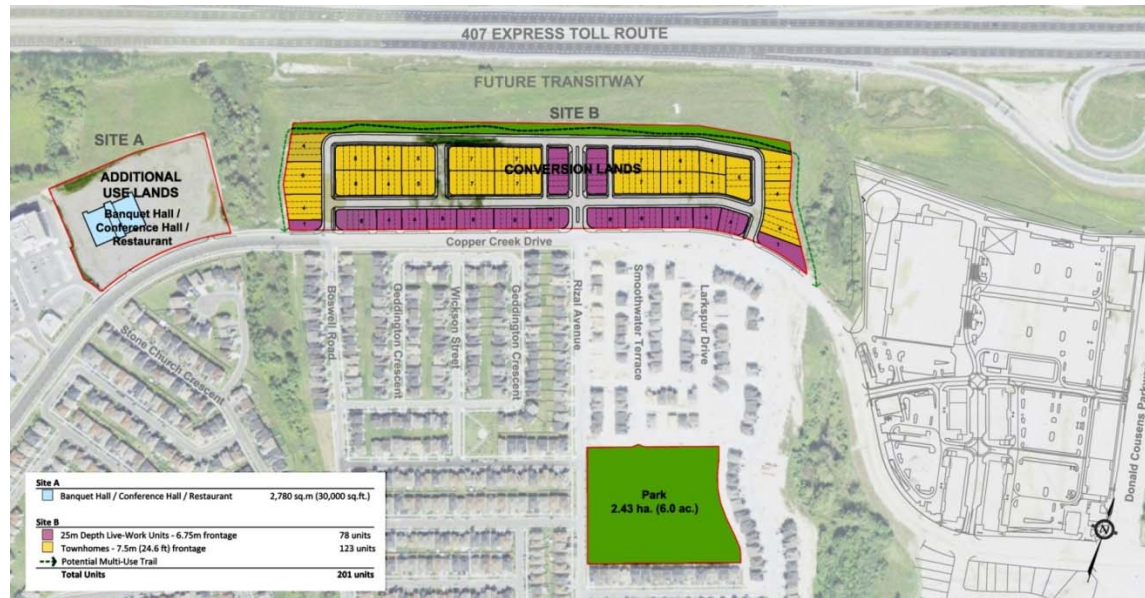 407 EXPRESS TOLL ROUTE
FUTURE TRANSITWAY
SITE B
SITE A
ADDITIONAL
USE LANDS
Banquet Hall /
Conference Hall /
Restaurant
CONVERSION LANDS
Copper Creek Drive
Boswell Road
Geddington Crescent
Wickson Street
Geddington Crescent
Rizal Avenue
Smoothwater Terrace
Larkspur Drive
Stone Church Crescent
Donald Cousens
Park
2.43 ha. (6.0 ac.)
N
Site A
Banquet Hall / Conference Hall / Restaurant 2,780 sq.m (30,000 sq.ft.)
Site B
25m Depth Live-Work Units - 6.75m frontage 78 units
Townhomes - 7.5m (24.6 ft) frontage 123 units
Potential Multi-Use Trail
Total Units 201 units